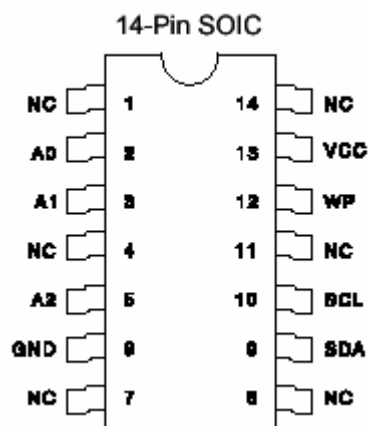 14-Pin SOIC
NC 1 14 NC
A0 2 13 VCC
A1 3 12 WP
NC 4 11 NC
A2 5 10 SCL
GND 6 9 SDA
NC 7 8 NC